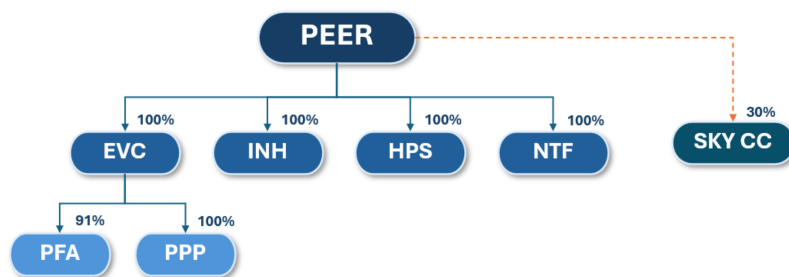 PEER
100% 100% 100% 100% 30%
EVC INH HPS NTF SKY CC
91% 100%
PFA PPP